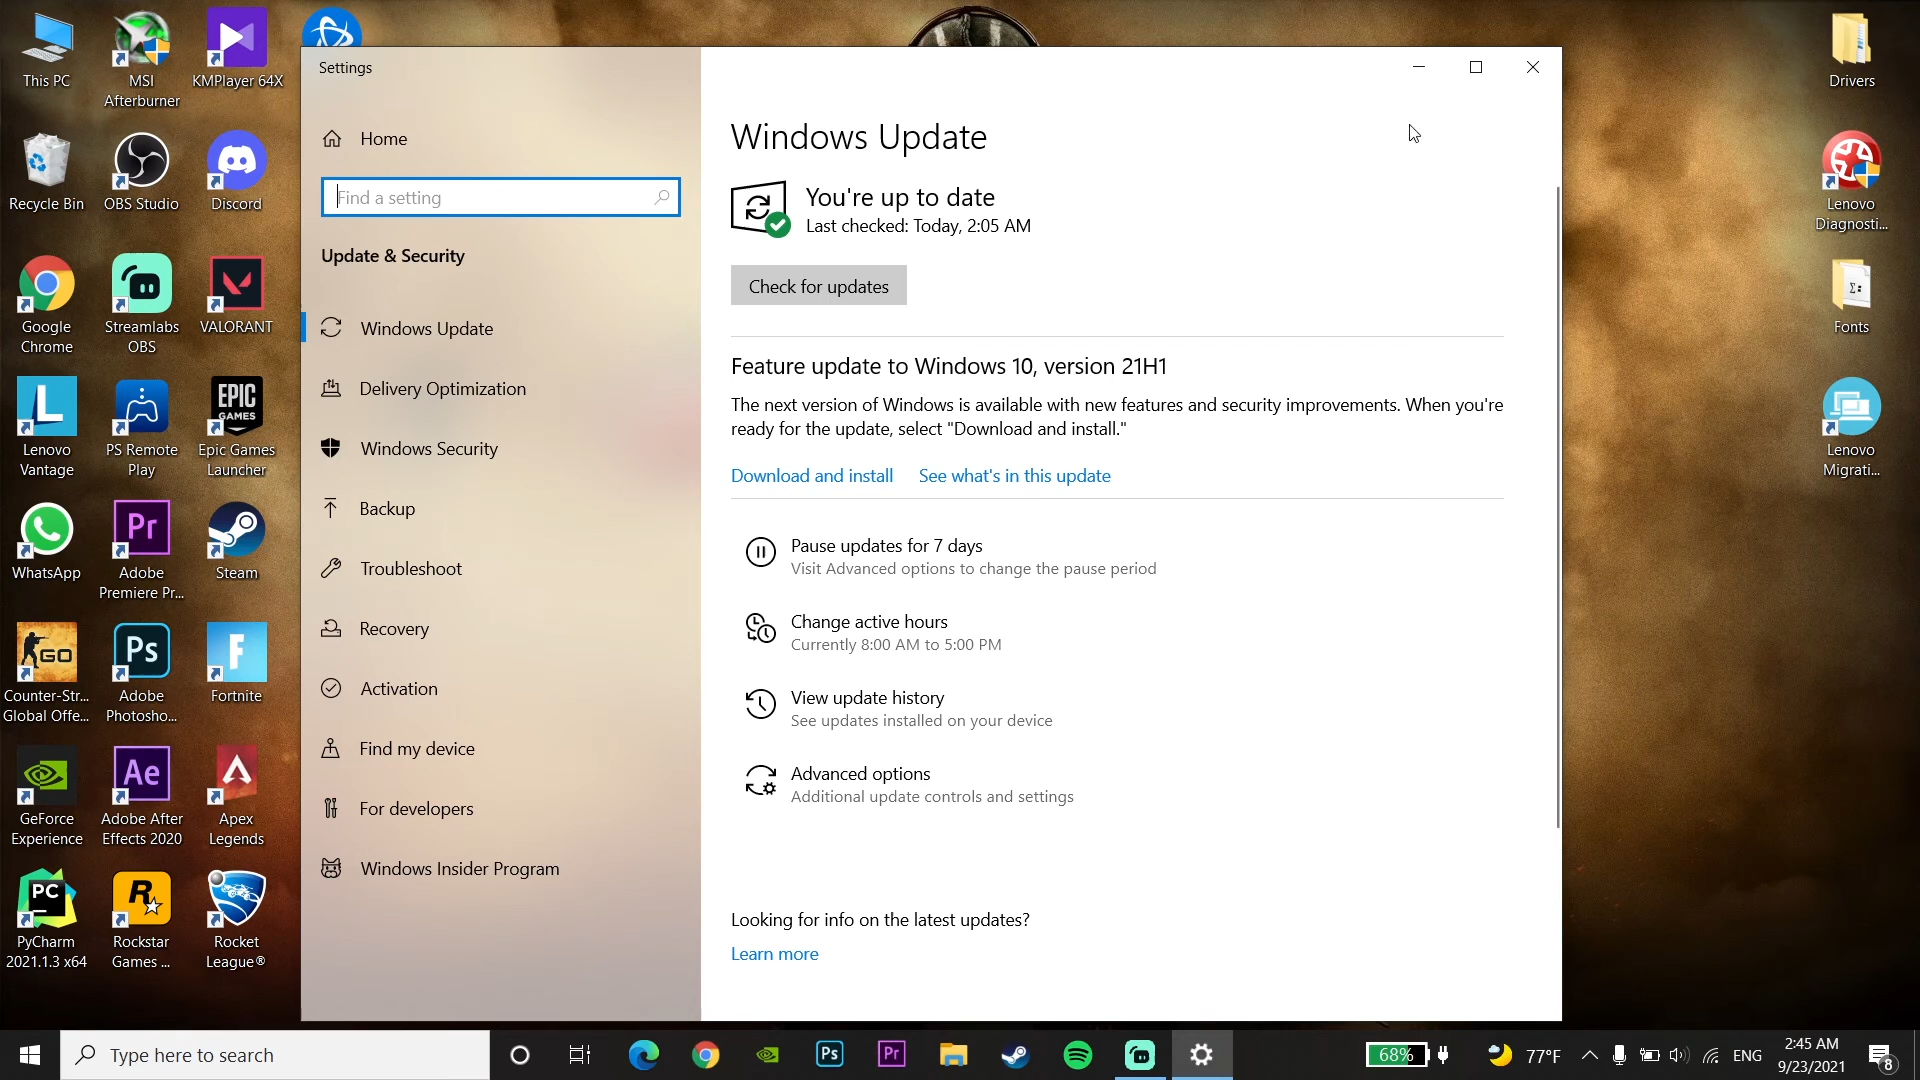 This PC
MSI
Afterburner
KMPlayer 64X
Recycle Bin
OBS Studio
Discord
Google
Chrome
Streamlabs
OBS
VALORANT
Lenovo
Vantage
PS Remote
Play
EPIC
GAMES
Epic Games
Launcher
WhatsApp
Pr
Adobe
Premiere Pr...
Steam
GO
Counter-Str...
Global Offe...
Ps
Adobe
Photosho...
Fortnite
GeForce
Experience
Ae
Adobe After
Effects 2020
Apex
Legends
PC
PyCharm
2021.1.3 x64
R
Rockstar
Games ...
Rocket
League®
Settings
Home
Find a setting
Update & Security
Windows Update
Delivery Optimization
Windows Security
Backup
Troubleshoot
Recovery
Activation
Find my device
For developers
Windows Insider Program
Windows Update
You're up to date
Last checked: Today, 2:05 AM
Check for updates
Feature update to Windows 10, version 21H1
The next version of Windows is available with new features and security improvements. When you're
ready for the update, select "Download and install."
Download and install See what's in this update
Pause updates for 7 days
Visit Advanced options to change the pause period
Change active hours
Currently 8:00 AM to 5:00 PM
View update history
See updates installed on your device
Advanced options
Additional update controls and settings
Looking for info on the latest updates?
Learn more
Drivers
Lenovo
Diagnosti...
Fonts
Lenovo
Migrati...
Type here to search
Ps
Pr
68%
77°F
ENG
2:45 AM
9/23/2021
8